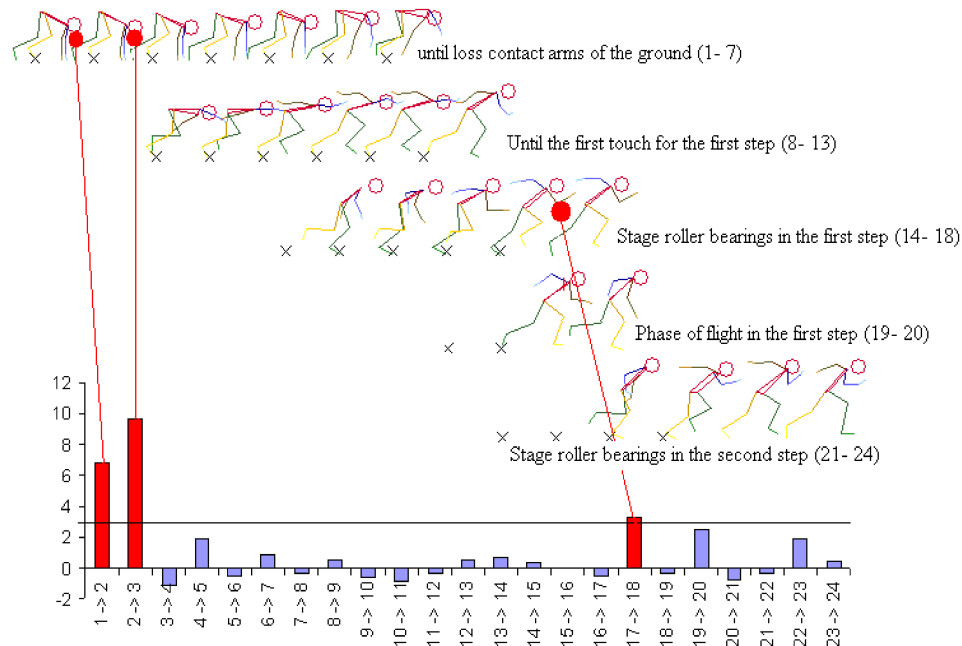 until loss contact arms of the ground (1- 7)
Until the first touch for the first step (8- 13)
Stage roller bearings in the first step (14- 18)
Phase of flight in the first step (19- 20)
Stage roller bearings in the second step (21- 24)
12
10
8
6
4
2
0
-2
1 -> 2
2 -> 3
3 -> 4
4 -> 5
5 -> 6
6 -> 7
7 -> 8
8 -> 9
9 -> 10
10 -> 11
11 -> 12
12 -> 13
13 -> 14
14 -> 15
15 -> 16
16 -> 17
17 -> 18
18 -> 19
19 -> 20
20 -> 21
21 -> 22
22 -> 23
23 -> 24